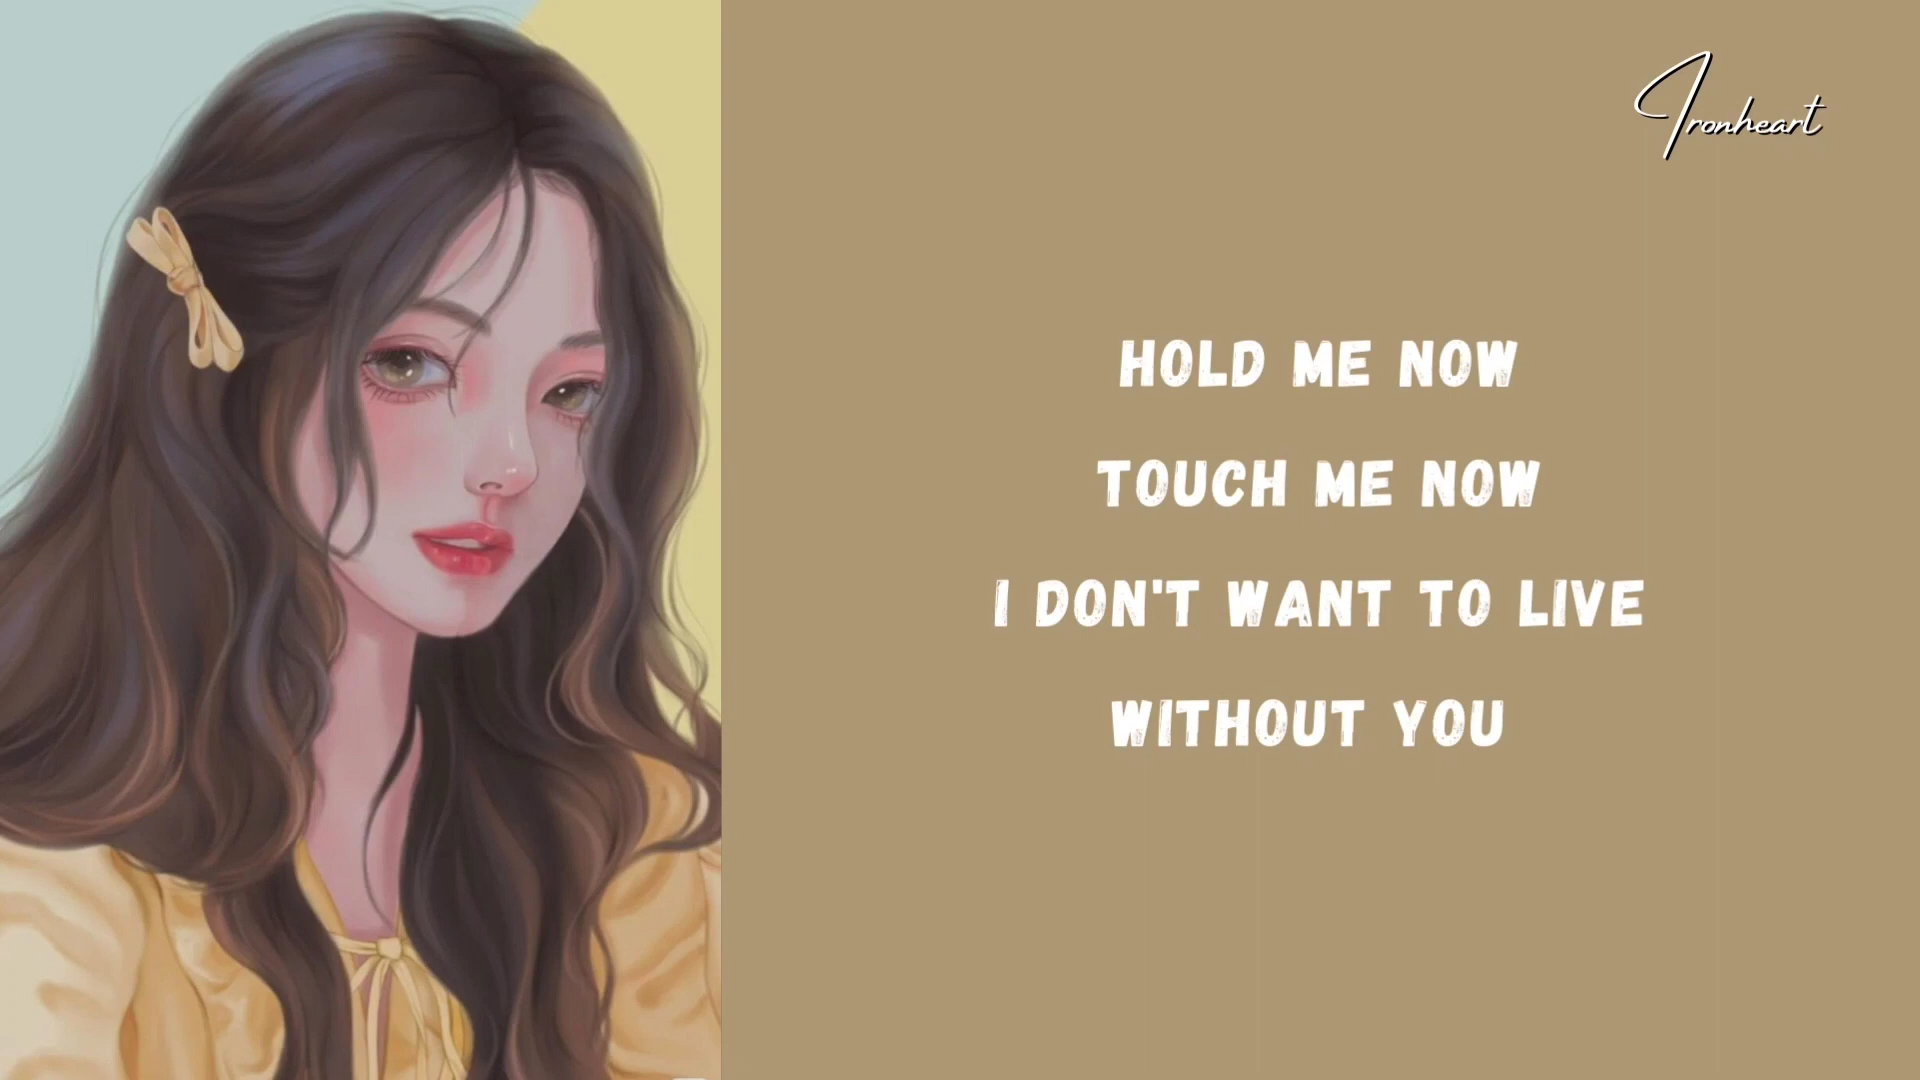 Ironheart
HOLD ME NOW
TOUCH ME NOW
I DON'T WANT TO LIVE
WITHOUT YOU